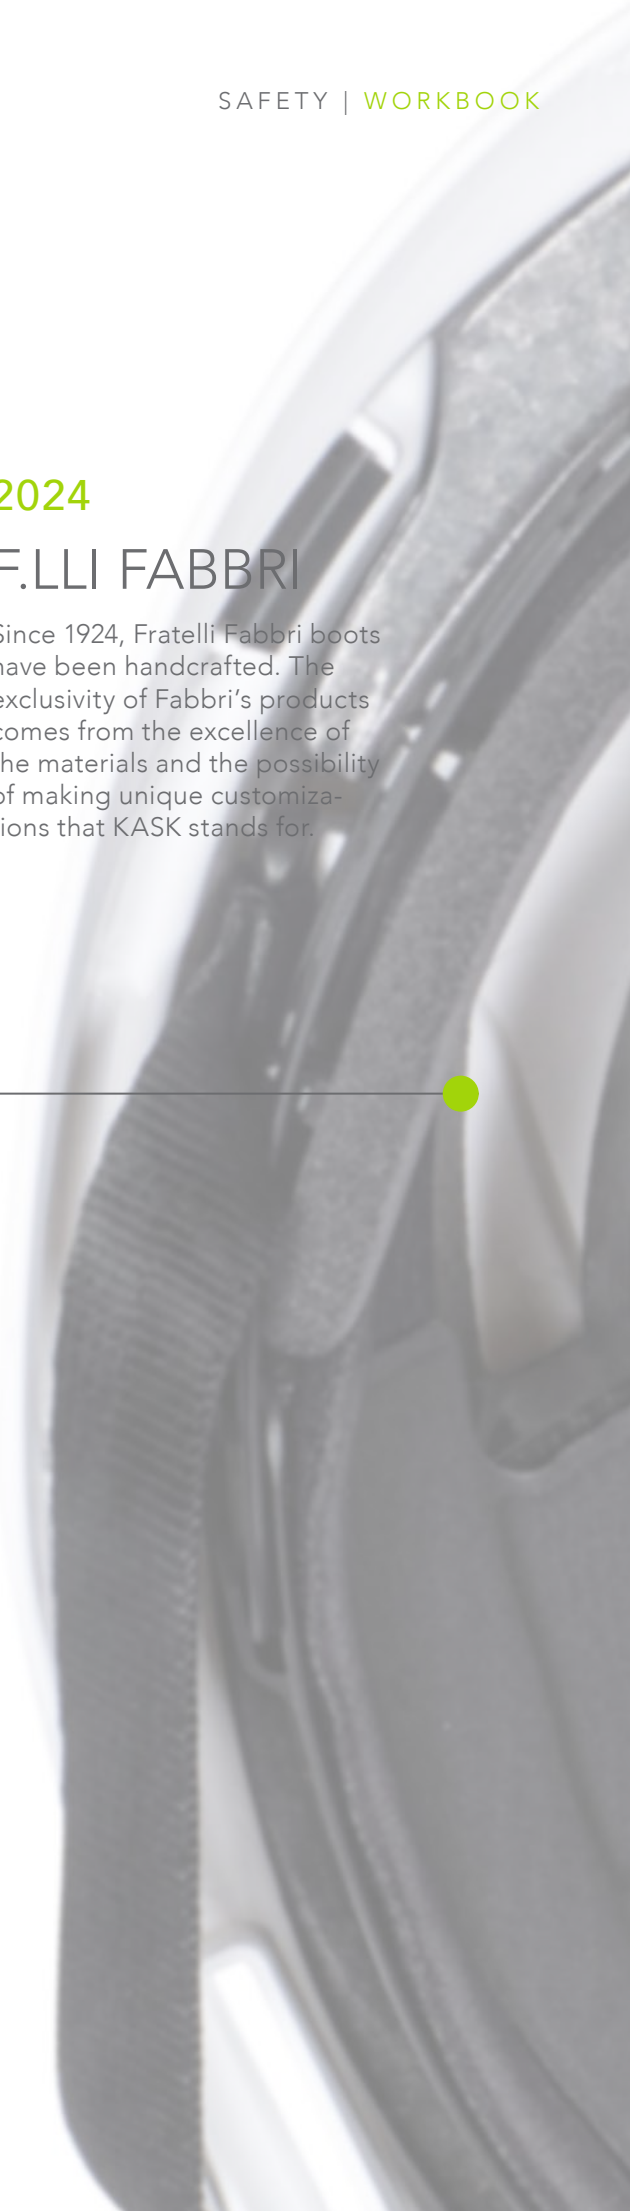 SAFETY | WORKBOOK
2024
F.LLI FABBRI
Since 1924, Fratelli Fabbri boots
have been handcrafted. The
exclusivity of Fabbri’s products
comes from the excellence of
the materials and the possibility
of making unique customiza-
tions that KASK stands for.